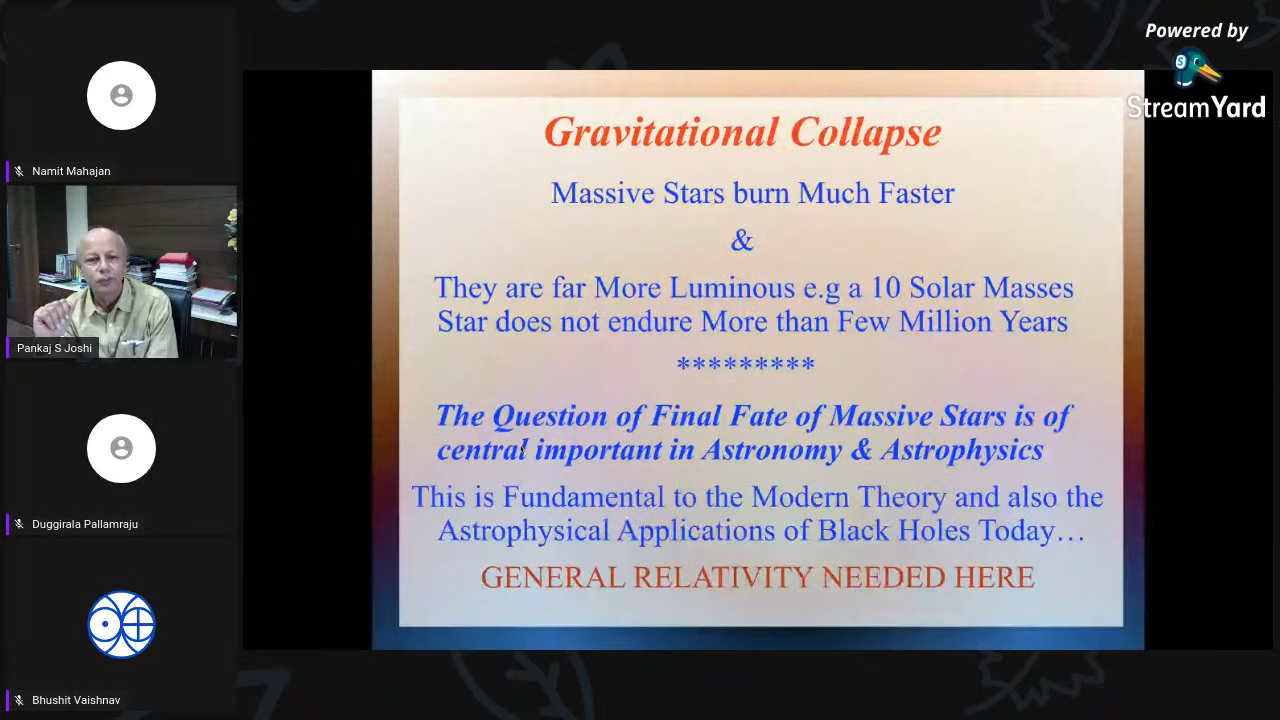 Powered by
StreamYard
Namit Mahajan
Pankaj S Joshi
Duggirala Pallamraju
Bhushit Vaishnav
Gravitational Collapse
Massive Stars burn Much Faster
&
They are far More Luminous e.g a 10 Solar Masses
Star does not endure More than Few Million Years
*********
The Question of Final Fate of Massive Stars is of
central important in Astronomy & Astrophysics
This is Fundamental to the Modern Theory and also the
Astrophysical Applications of Black Holes Today…
GENERAL RELATIVITY NEEDED HERE